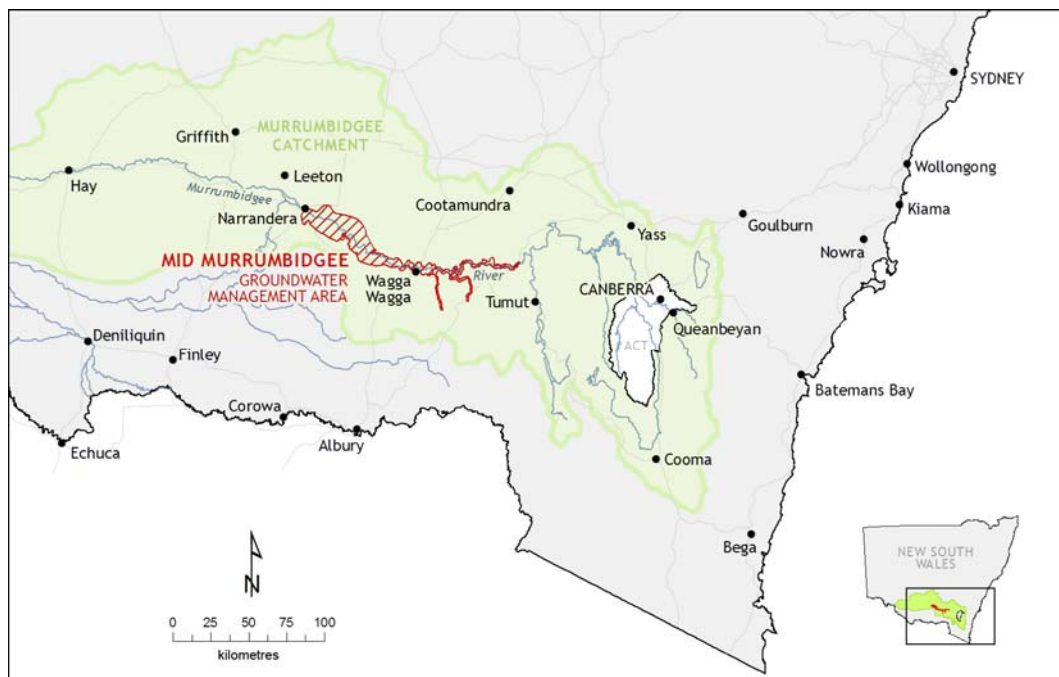 SYDNEY
Griffith
MURRUMBIDGEE
CATCHMENT
Hay
Leeton
Murrumbidgee
Narrandera
Cootamundra
Wollongong
Kiama
Goulburn
Yass
Nowra
MID MURRUMBIDGEE
GROUNDWATER
MANAGEMENT AREA
Wagga
Wagga
River
Tumut
CANBERRA
Queanbeyan
ACT
Deniliquin
Finley
Batemans Bay
Corowa
Albury
Echuca
Cooma
Bega
N
0 25 50 75 100
kilometres
NEW SOUTH
WALES